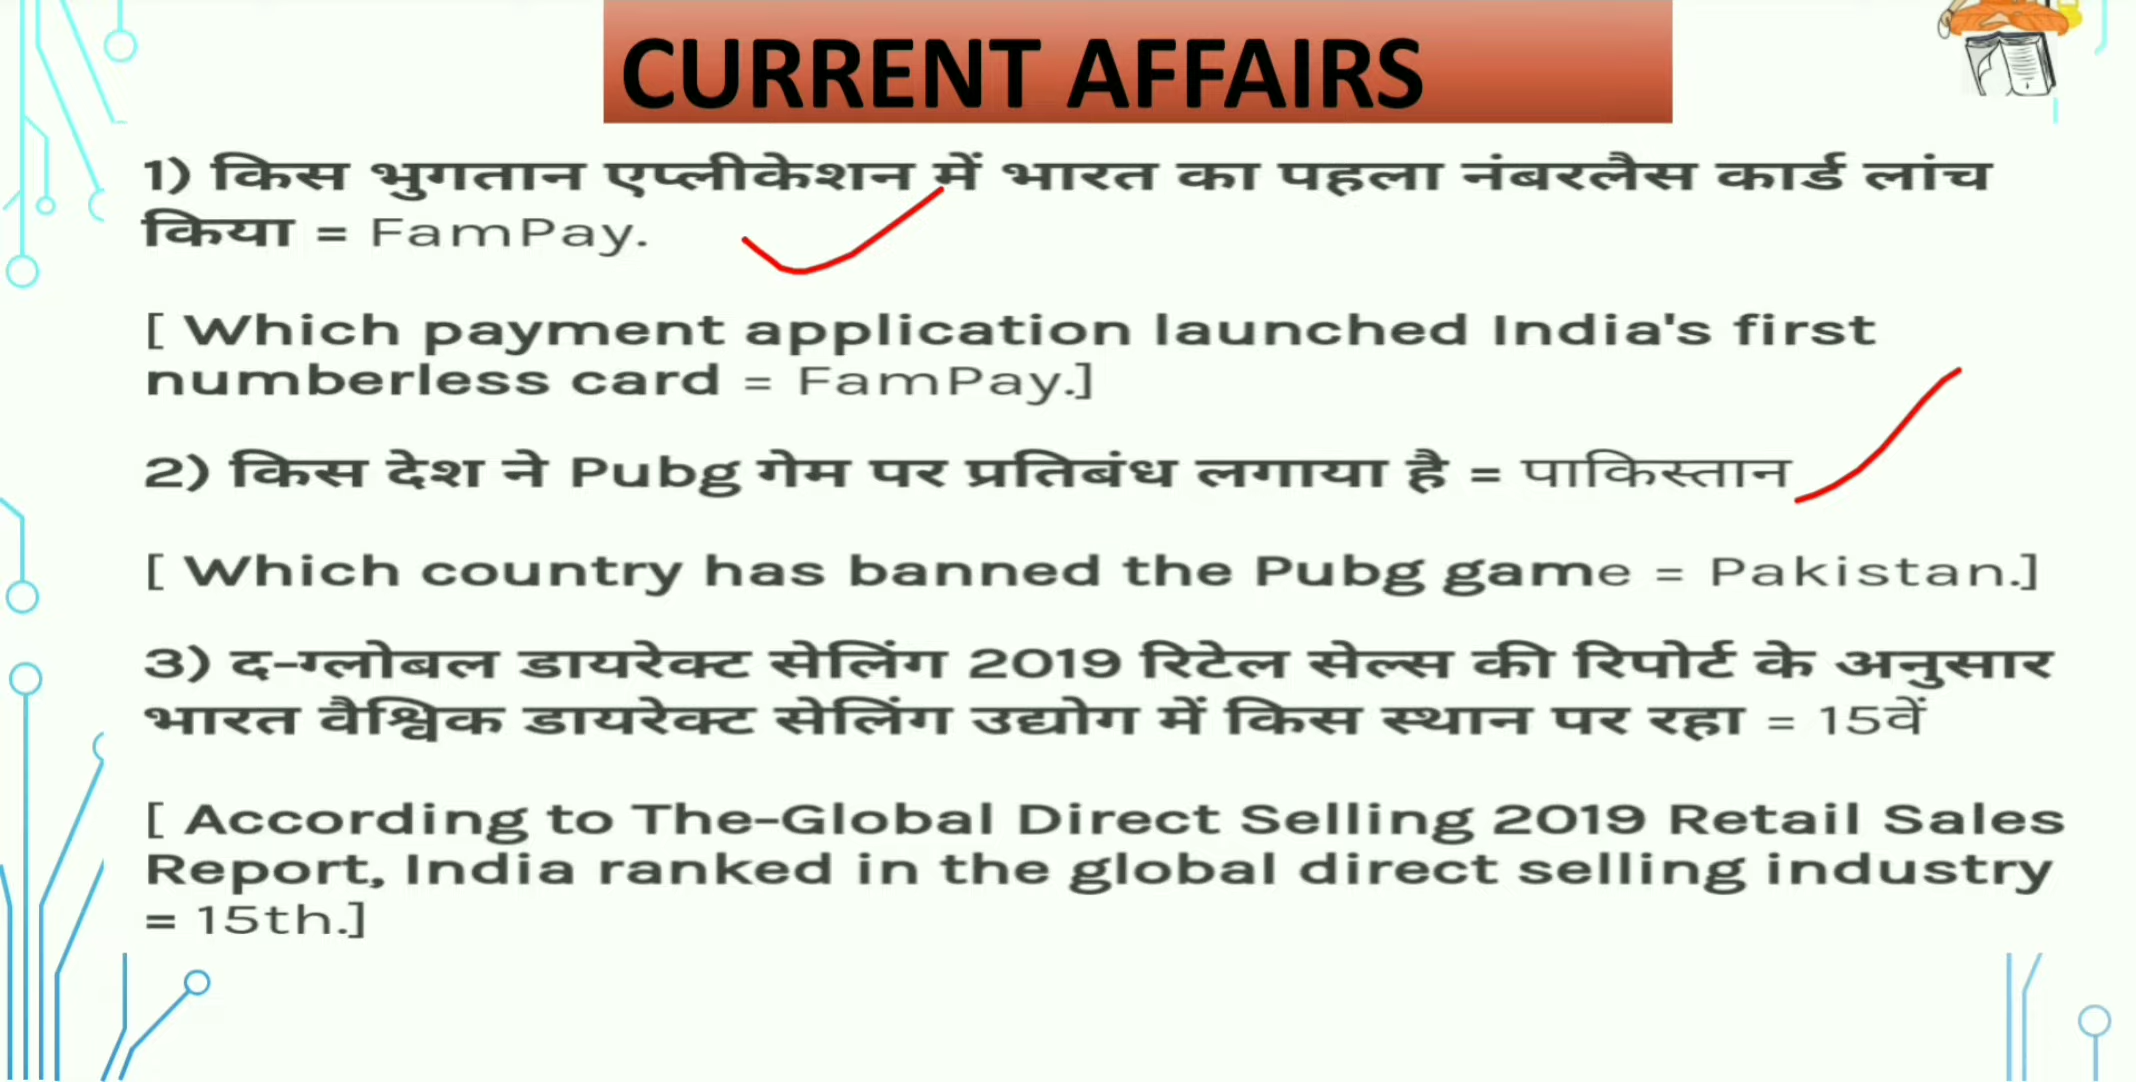 CURRENT AFFAIRS
1) किस भुगतान एप्लीकेशन में भारत का पहला नंबरलैस कार्ड लांच
किया = FamPay.
[ Which payment application launched India's first
numberless card = FamPay.]
2) किस देश ने Pubg गेम पर प्रतिबंध लगाया है = पाकिस्तान
[ Which country has banned the Pubg game = Pakistan.]
3) द-ग्लोबल डायरेक्ट सेलिंग 2019 रिटेल सेल्स की रिपोर्ट के अनुसार
भारत वैश्विक डायरेक्ट सेलिंग उद्योग में किस स्थान पर रहा = 15वें
[ According to The-Global Direct Selling 2019 Retail Sales
Report, India ranked in the global direct selling industry
= 15th.]